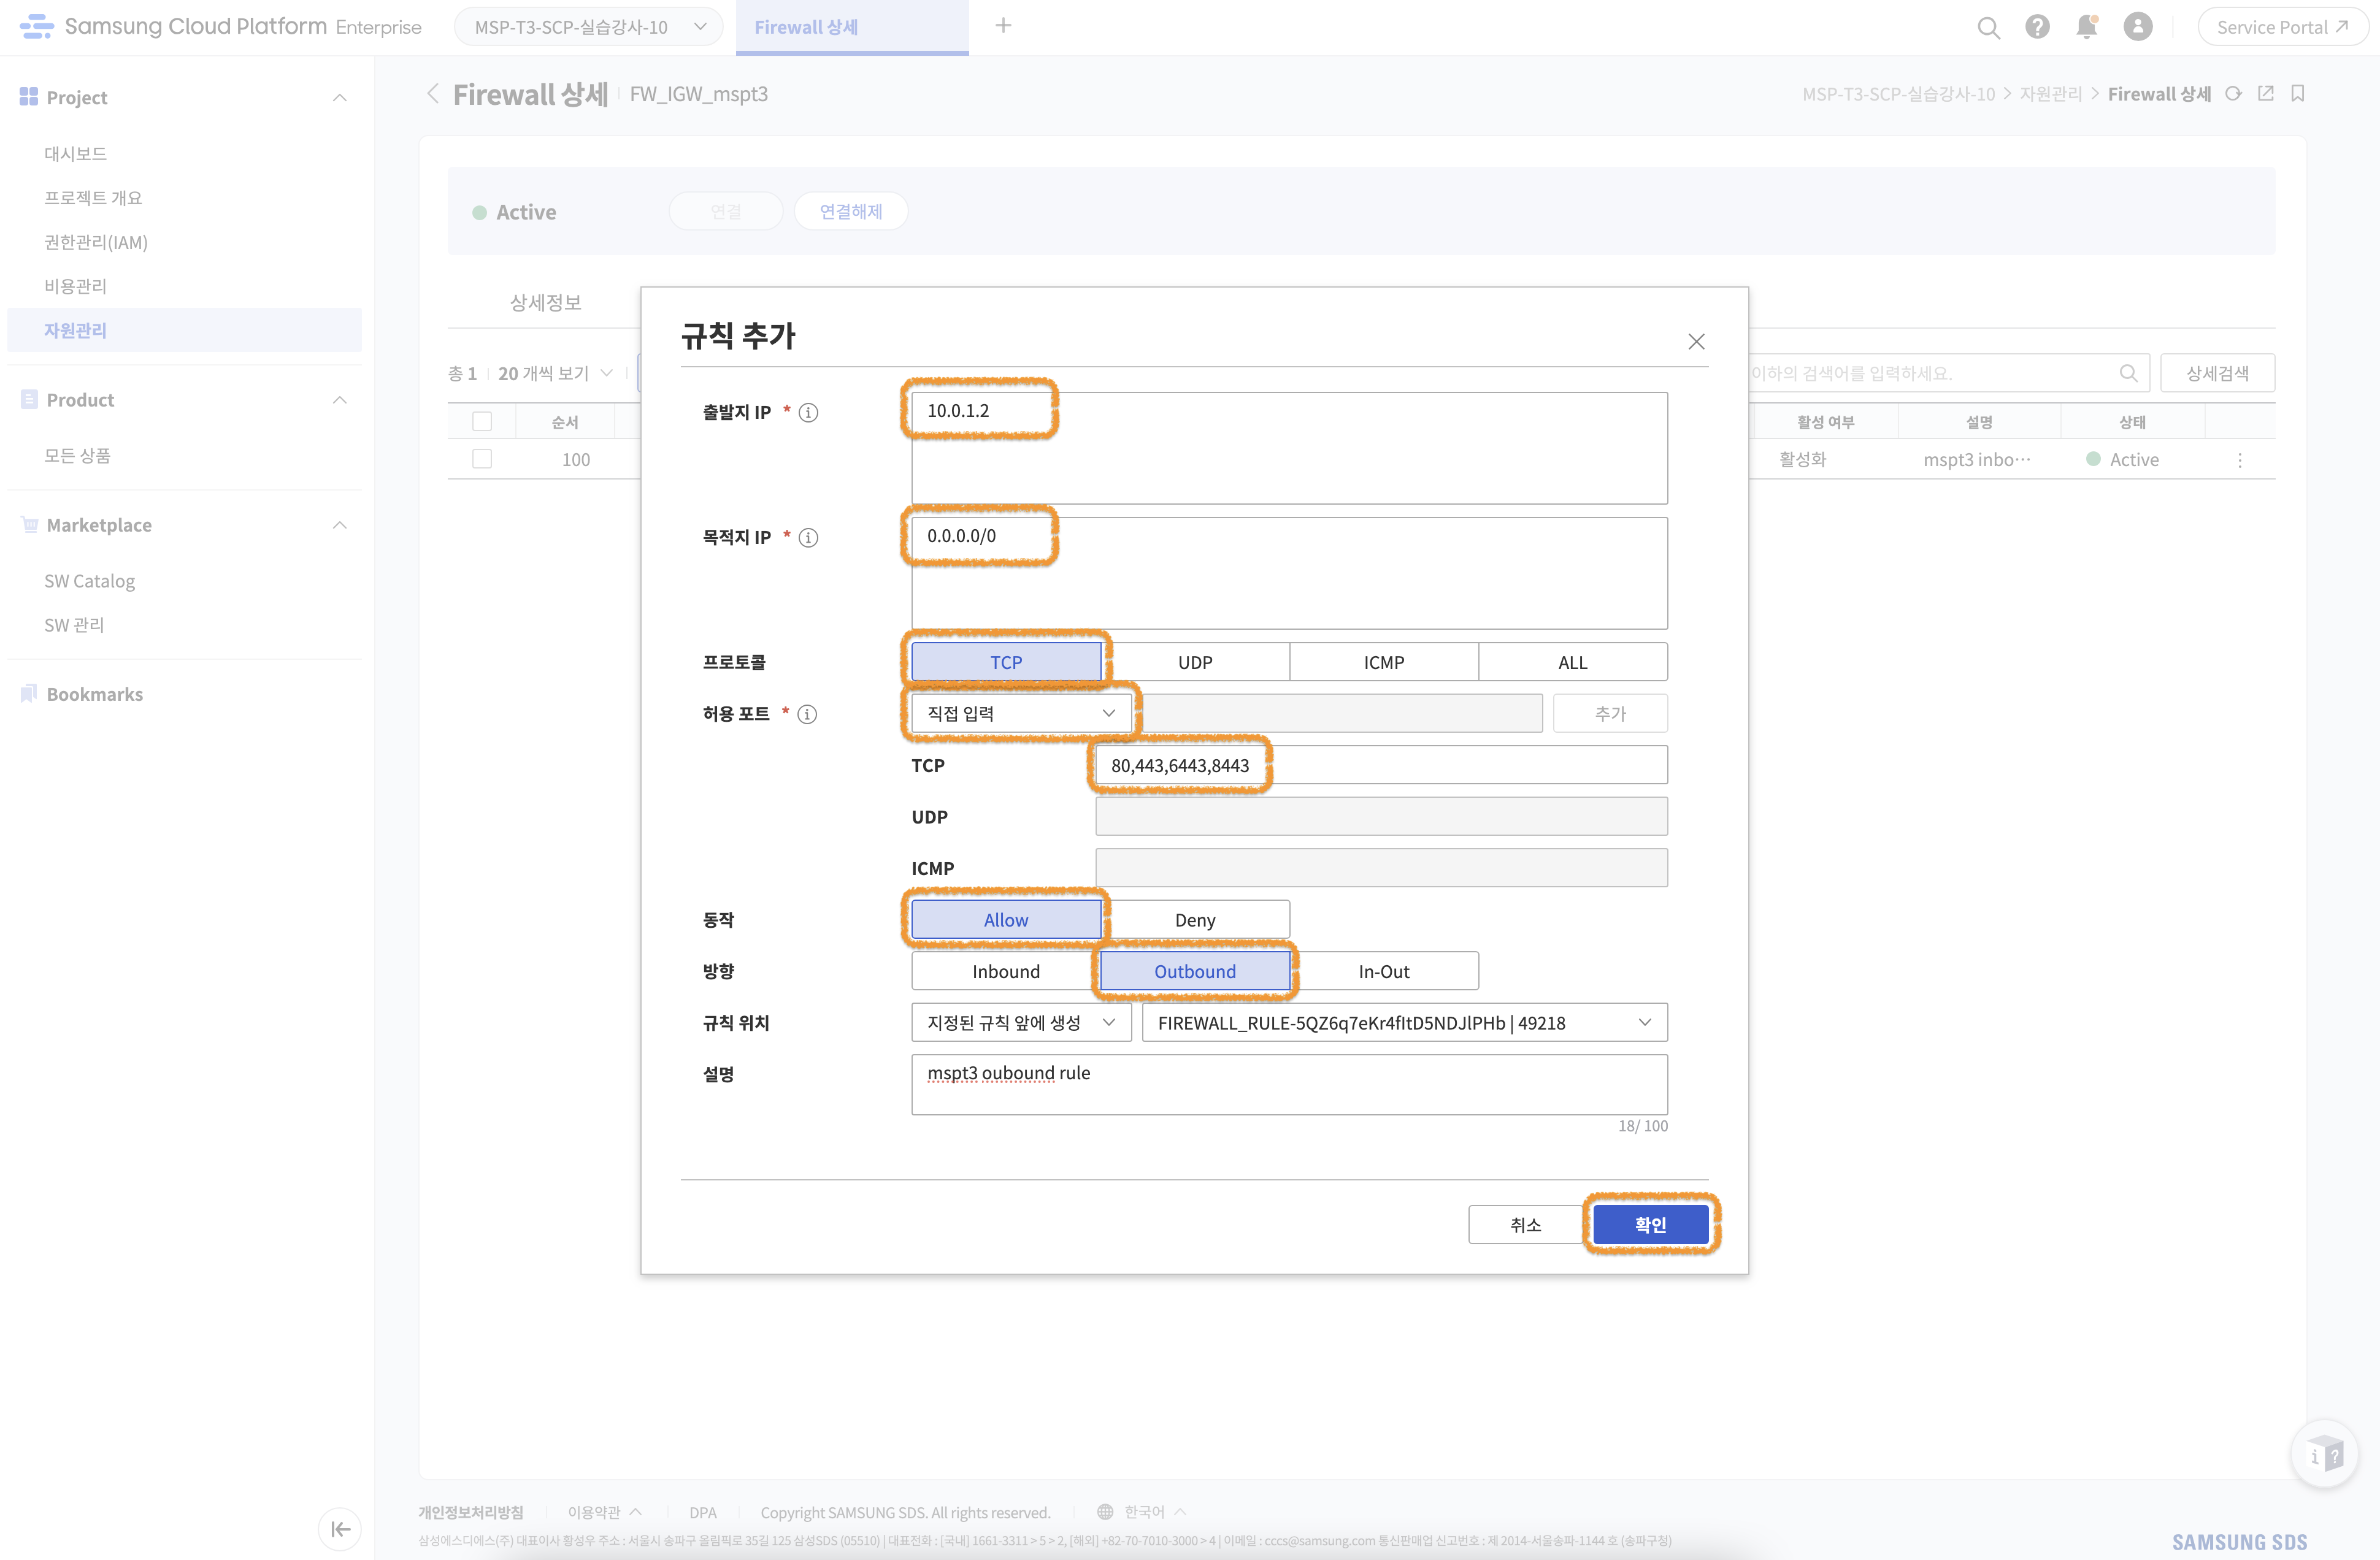 Samsung Cloud Platform Enterprise
MSP-T3-SCP-실습강사-10
Firewall 상세
Service Portal
Project
대시보드
프로젝트 개요
권한관리(IAM)
비용관리
자원관리
Product
모든 상품
Marketplace
SW Catalog
SW 관리
Bookmarks
Firewall 상세 FW_IGW_mspt3
MSP-T3-SCP-실습강사-10 > 자원관리 > Firewall 상세
Active 연결 연결해제
상세정보
총 1 20 개씩 보기
이하의 검색어를 입력하세요. 상세검색
순서 활성 여부 설명 상태
100 활성화 mspt3 inbo… Active
규칙 추가
출발지 IP * 10.0.1.2
목적지 IP * 0.0.0.0/0
프로토콜 TCP UDP ICMP ALL
허용 포트 * 직접 입력 추가
TCP 80,443,6443,8443
UDP
ICMP
동작 Allow Deny
방향 Inbound Outbound In-Out
규칙 위치 지정된 규칙 앞에 생성 FIREWALL_RULE-5QZ6q7eKr4fItD5NDJlPHb | 49218
설명 mspt3 oubound rule
18/ 100
취소 확인
개인정보처리방침 이용약관 DPA Copyright SAMSUNG SDS. All rights reserved. 한국어
삼성에스디에스(주) 대표이사 황성우 주소 : 서울시 송파구 올림픽로 35길 125 삼성SDS (05510) | 대표전화 : [국내] 1661-3311 > 5 > 2, [해외] +82-70-7010-3000 > 4 | 이메일 : cccs@samsung.com 통신판매업 신고번호 : 제 2014-서울송파-1144 호 (송파구청)
SAMSUNG SDS